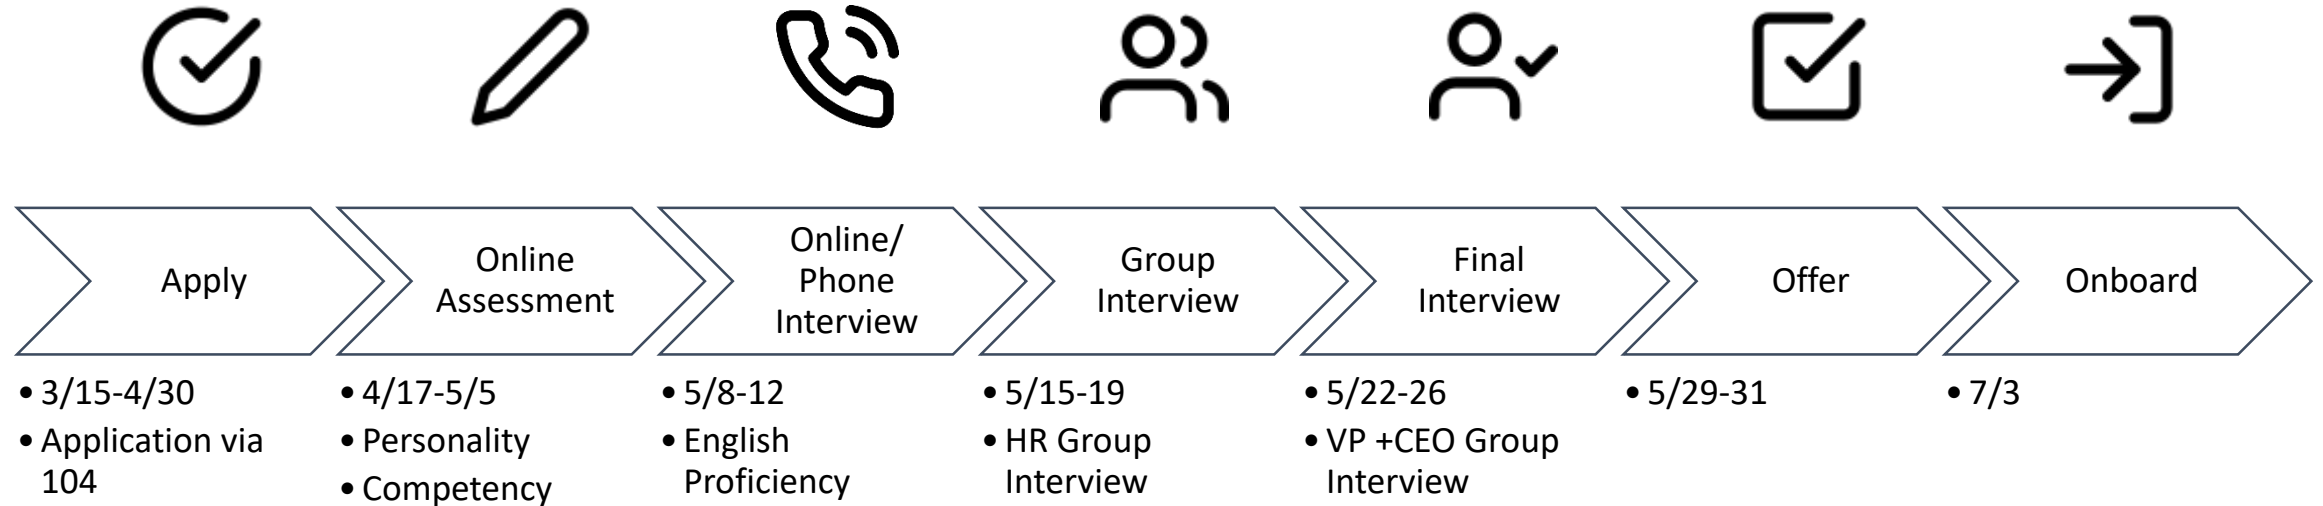 Apply
Online
Assessment
Online/
Phone
Interview
Group
Interview
Final
Interview
Offer
Onboard
• 3/15-4/30
• Application via
104
• 4/17-5/5
• Personality
• Competency
• 5/8-12
• English
Proficiency
• 5/15-19
• HR Group
Interview
• 5/22-26
• VP +CEO Group
Interview
• 5/29-31
• 7/3